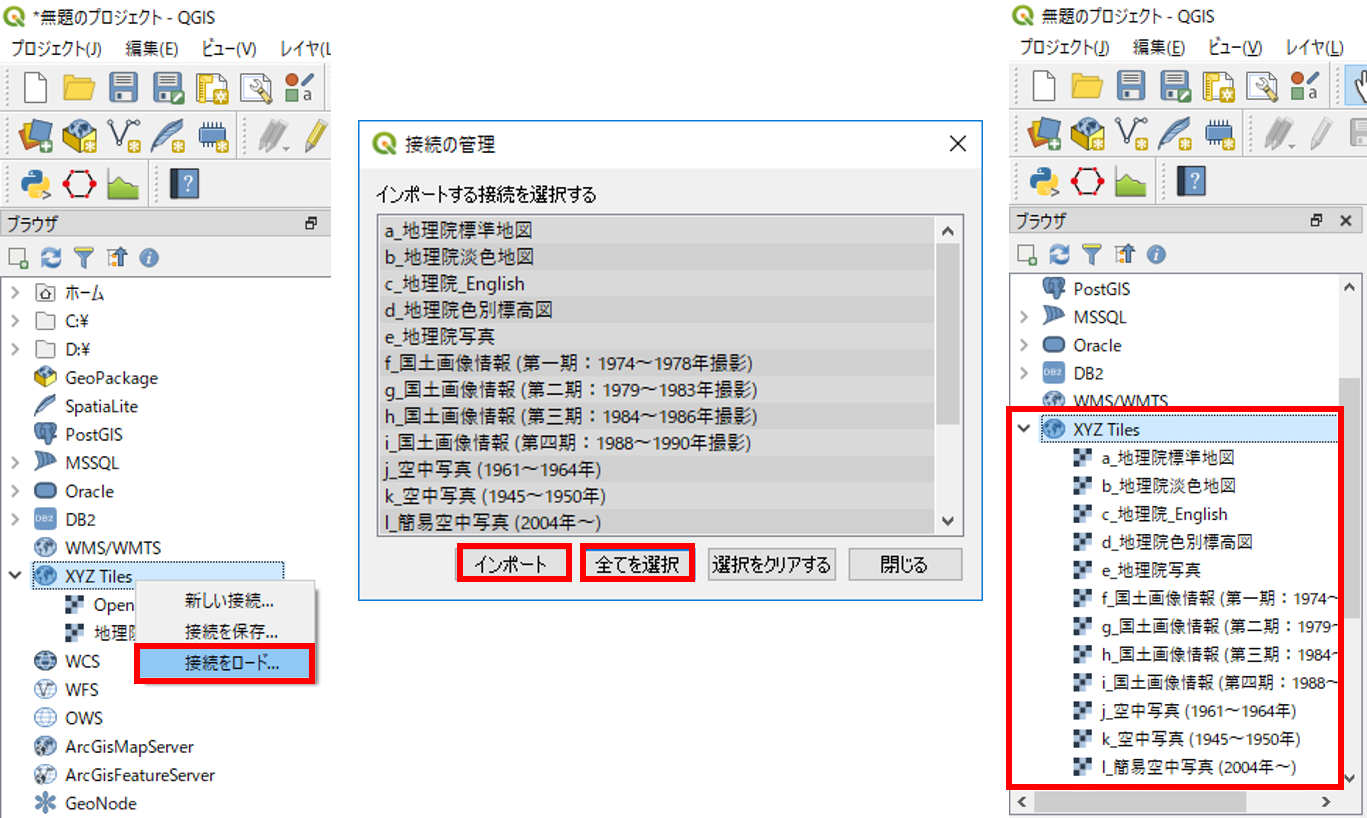 *無題のプロジェクト - QGIS
プロジェクト(J) 編集(E) ビュー(V) レイヤ(L
ブラウザ
ホーム
C:¥
D:¥
GeoPackage
SpatiaLite
PostGIS
MSSQL
Oracle
DB2
WMS/WMTS
XYZ Tiles
Open
地理院
新しい接続...
接続を保存...
接続をロード...
WCS
WFS
OWS
ArcGisMapServer
ArcGisFeatureServer
GeoNode
接続の管理
インポートする接続を選択する
a_地理院標準地図
b_地理院淡色地図
c_地理院_English
d_地理院色別標高図
e_地理院写真
f_国土画像情報 (第一期：1974～1978年撮影)
g_国土画像情報 (第二期：1979～1983年撮影)
h_国土画像情報 (第三期：1984～1986年撮影)
i_国土画像情報 (第四期：1988～1990年撮影)
j_空中写真 (1961～1964年)
k_空中写真 (1945～1950年)
l_簡易空中写真 (2004年～)
インポート 全てを選択 選択をクリアする 閉じる
無題のプロジェクト - QGIS
プロジェクト(J) 編集(E) ビュー(V) レイヤ(L)
ブラウザ
PostGIS
MSSQL
Oracle
DB2 DB2
WMS/WMTS
XYZ Tiles
a_地理院標準地図
b_地理院淡色地図
c_地理院_English
d_地理院色別標高図
e_地理院写真
f_国土画像情報 (第一期：1974～
g_国土画像情報 (第二期：1979～
h_国土画像情報 (第三期：1984～
i_国土画像情報 (第四期：1988～
j_空中写真 (1961～1964年)
k_空中写真 (1945～1950年)
l_簡易空中写真 (2004年～)